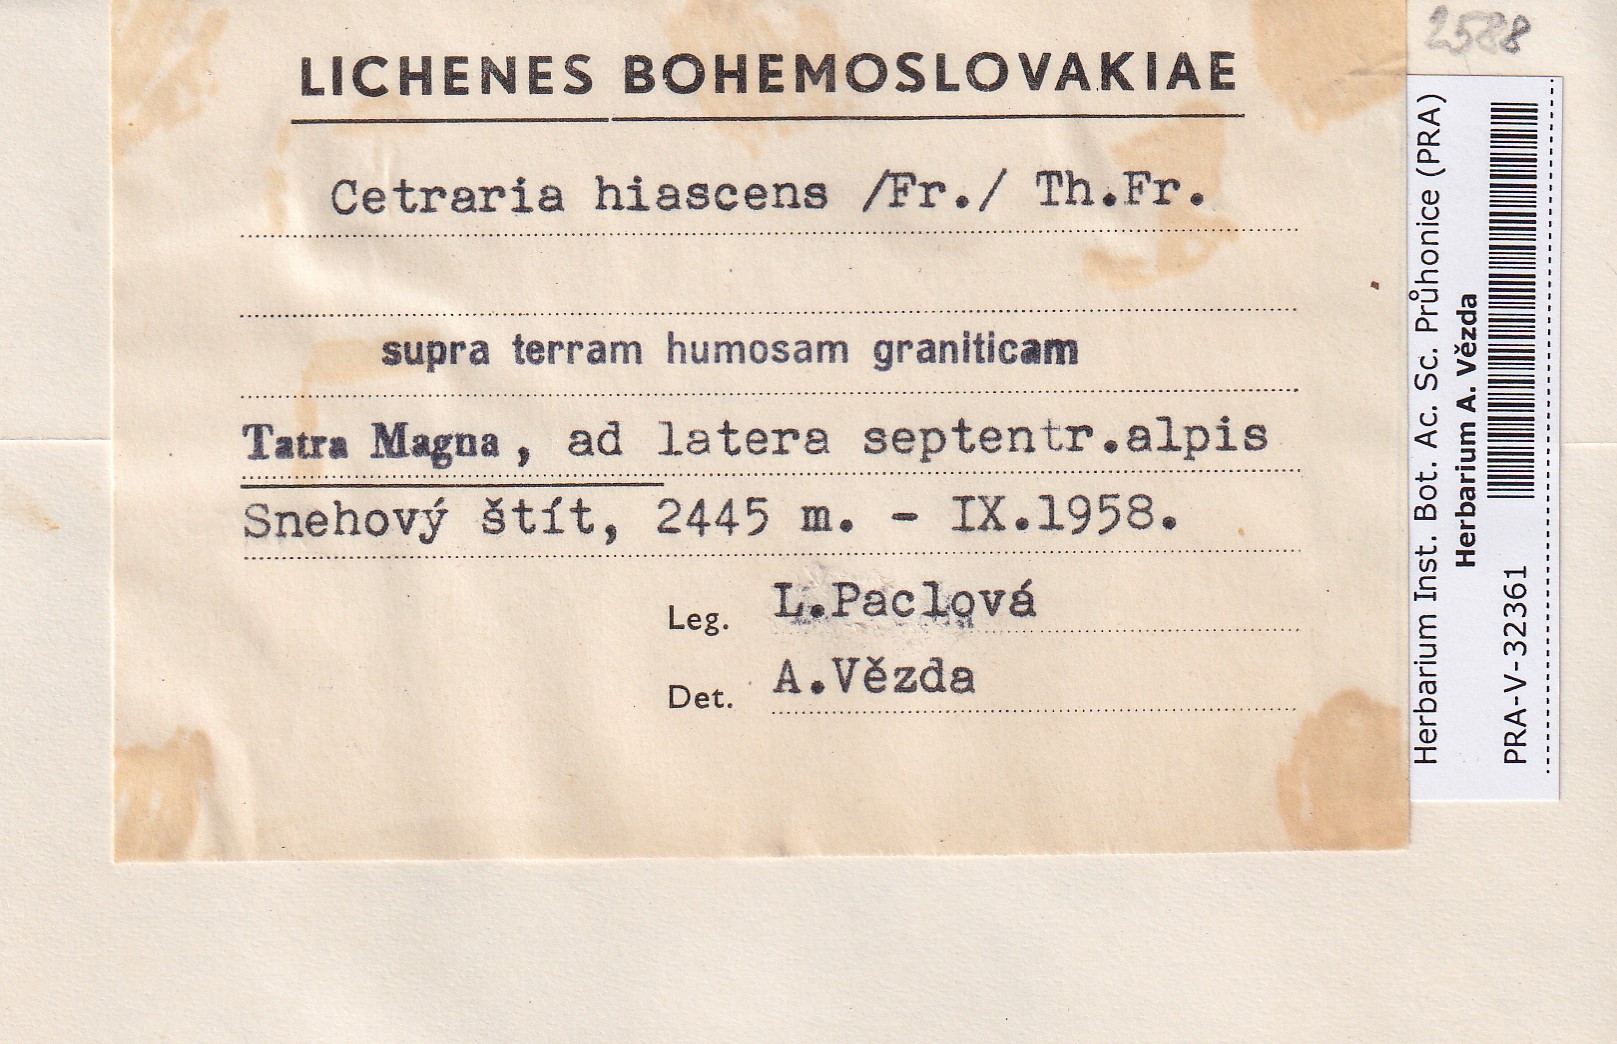 LICHENES BOHEMOSLOVAKIAE
Cetraria hiascens /Fr./ Th.Fr.
supra terram humosam graniticam
Tatra Magna, ad latera septentr.alpis
Snehový štít, 2445 m. - IX.1958.
Leg. L.Paclová
Det. A.Vězda
2588
Herbarium Inst. Bot. Ac. Sc. Průhonice (PRA)
Herbarium A. Vězda
PRA-V-32361